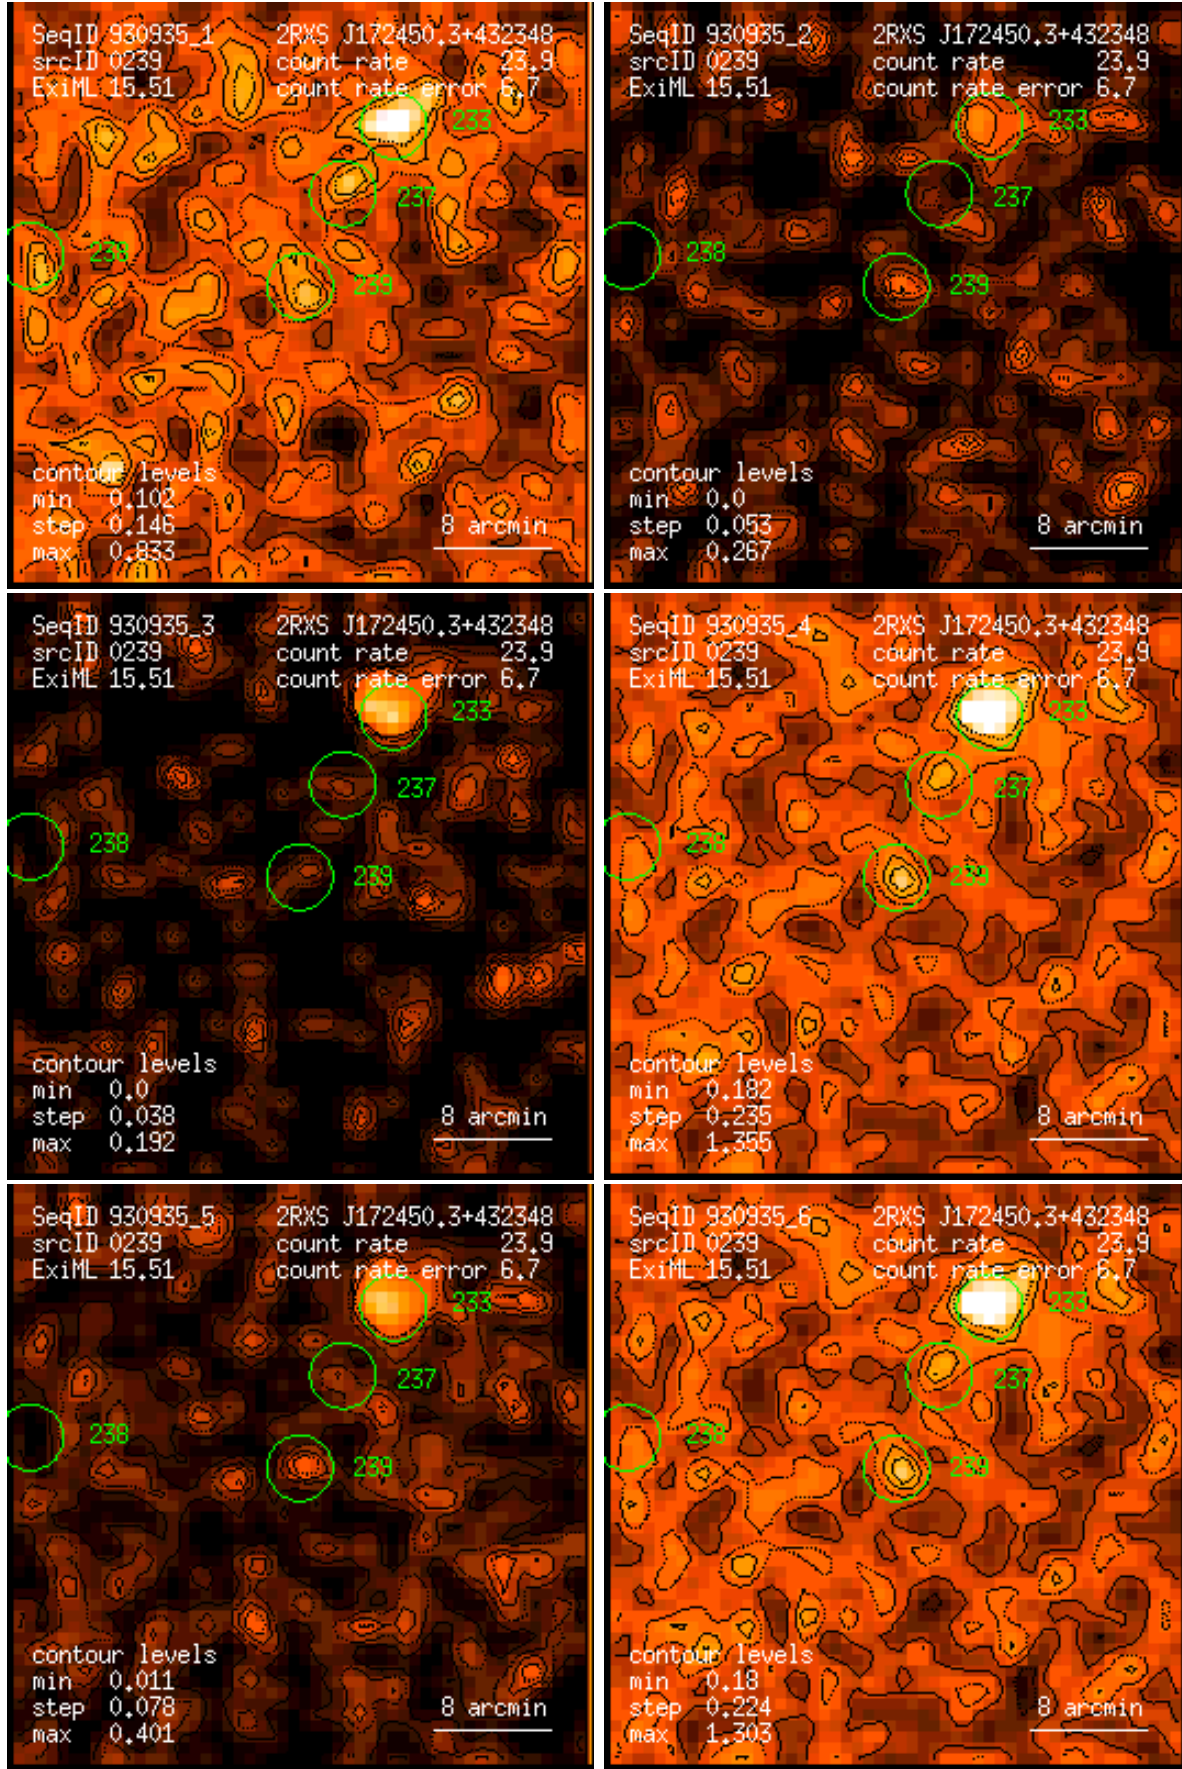 SeqID 930935_1 2RXS J172450.3+432348
srcID 0239 count rate 23.9
ExiML 15.51 count rate error 6.7
233
237
238
239
contour levels
min 0.102
step 0.146 8 arcmin
max 0.833
SeqID 930935_2 2RXS J172450.3+432348
srcID 0239 count rate 23.9
ExiML 15.51 count rate error 6.7
233
237
238
239
contour levels
min 0.0
step 0.053 8 arcmin
max 0.267
SeqID 930935_3 2RXS J172450.3+432348
srcID 0239 count rate 23.9
ExiML 15.51 count rate error 6.7
233
237
238
239
contour levels
min 0.0
step 0.038 8 arcmin
max 0.192
SeqID 930935_4 2RXS J172450.3+432348
srcID 0239 count rate 23.9
ExiML 15.51 count rate error 6.7
233
237
238
239
contour levels
min 0.182
step 0.235 8 arcmin
max 1.355
SeqID 930935_5 2RXS J172450.3+432348
srcID 0239 count rate 23.9
ExiML 15.51 count rate error 6.7
233
237
238
239
contour levels
min 0.011
step 0.078 8 arcmin
max 0.401
SeqID 930935_6 2RXS J172450.3+432348
srcID 0239 count rate 23.9
ExiML 15.51 count rate error 6.7
233
237
238
239
contour levels
min 0.18
step 0.224 8 arcmin
max 1.303